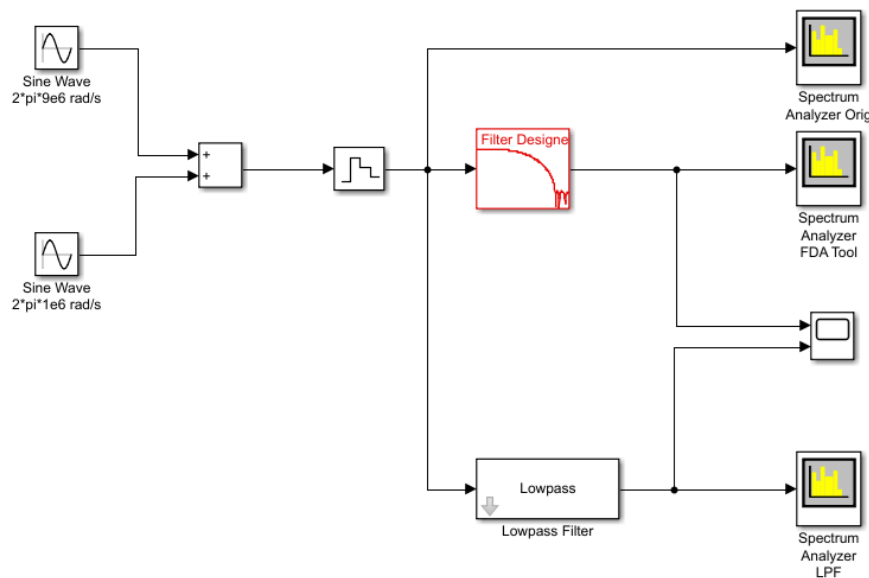 Sine Wave
2*pi*9e6 rad/s
+
+
Sine Wave
2*pi*1e6 rad/s
Filter Designe
Spectrum
Analyzer Orig
Spectrum
Analyzer
FDA Tool
Lowpass
Lowpass Filter
Spectrum
Analyzer
LPF